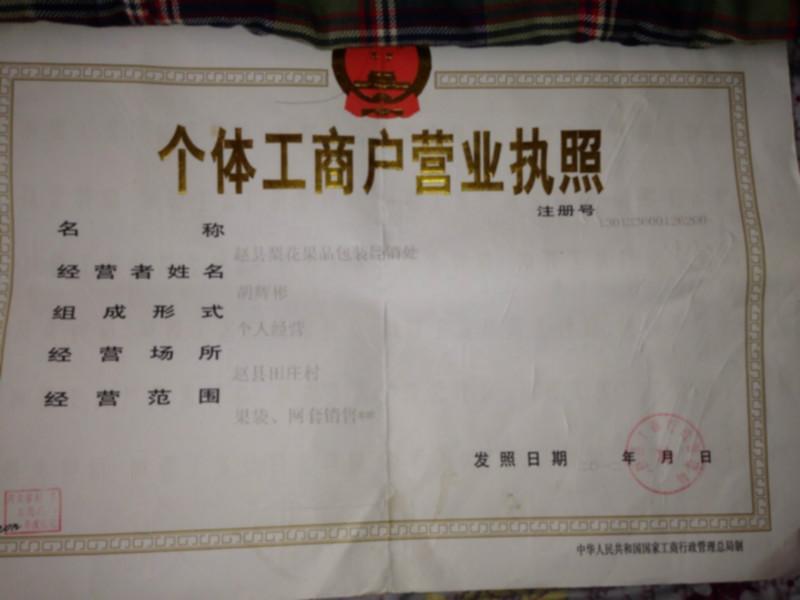 个体工商户营业执照
注册号
名称
赵县梨花果品包装经销处
经营者姓名
胡辉彬
组成形式
个人经营
经营场所
赵县田庄村
经营范围
果袋、网套销售**
发照日期 年 月 日
中华人民共和国国家工商行政管理总局制